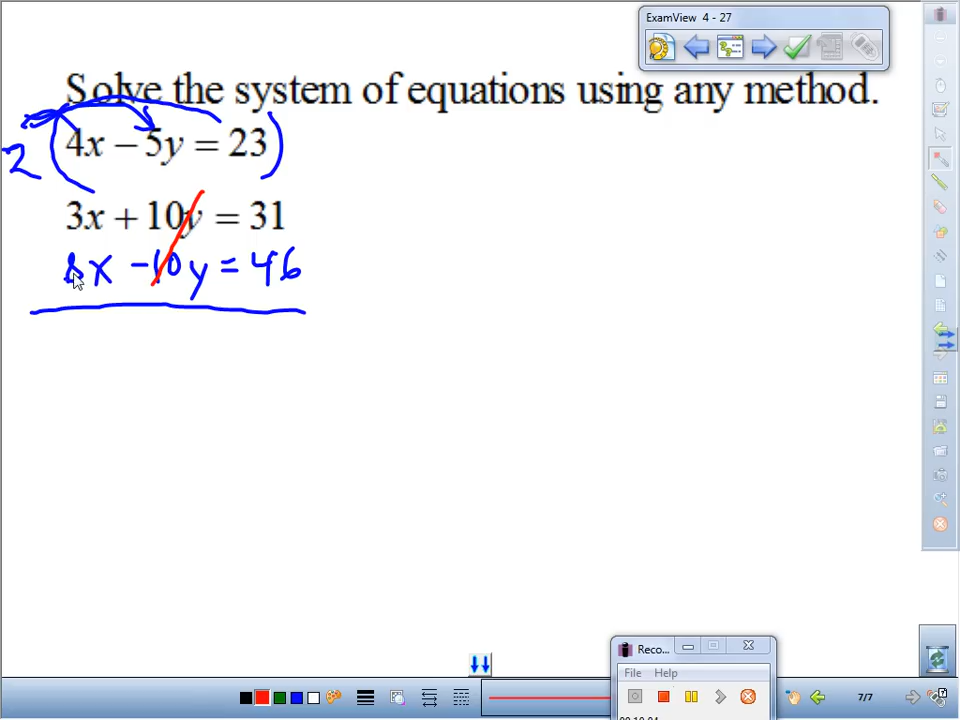 ExamView 4 - 27
Solve the system of equations using any method.
2 (4x − 5y = 23)
3x + 10y = 31
8x - 10y = 46
Reco...
File Help
7/7